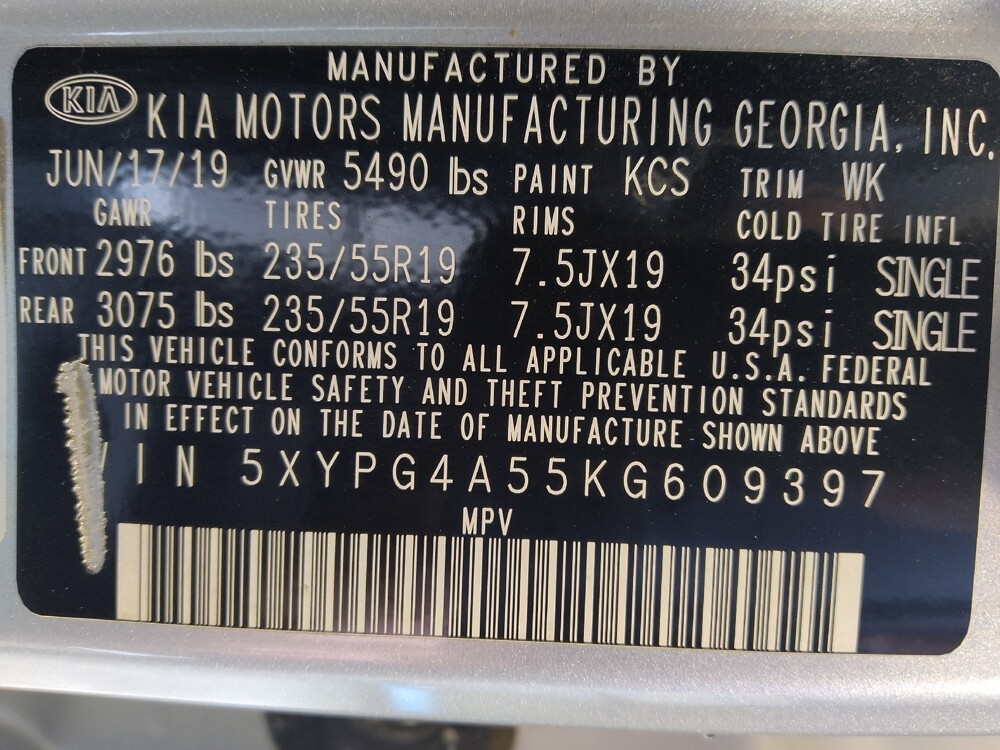 MANUFACTURED BY
KIA KIA MOTORS MANUFACTURING GEORGIA, INC.
JUN/17/19 GVWR 5490 lbs PAINT KCS TRIM WK
GAWR TIRES RIMS COLD TIRE INFL
FRONT 2976 lbs 235/55R19 7.5JX19 34psi SINGLE
REAR 3075 lbs 235/55R19 7.5JX19 34psi SINGLE
THIS VEHICLE CONFORMS TO ALL APPLICABLE U.S.A. FEDERAL
MOTOR VEHICLE SAFETY AND THEFT PREVENTION STANDARDS
IN EFFECT ON THE DATE OF MANUFACTURE SHOWN ABOVE
VIN 5XYPG4A55KG609397
MPV